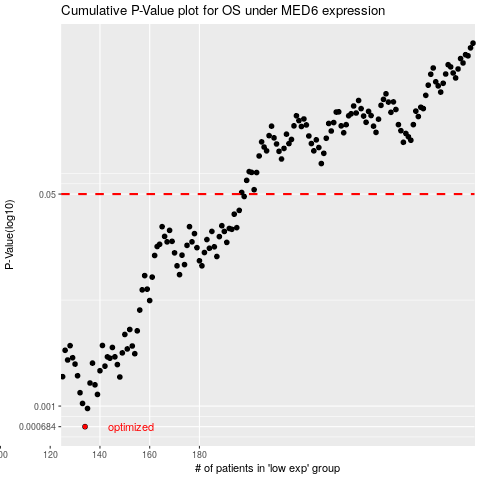 Cumulative P-Value plot for OS under MED6 expression
P-Value(log10)
0.05
0.001
0.000684
optimized
00 120 140 160 180
# of patients in 'low exp' group